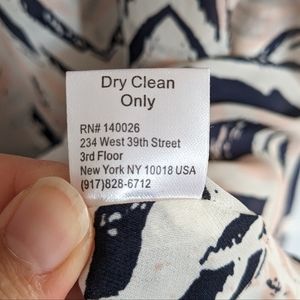 Dry Clean
Only
RN# 140026
234 West 39th Street
3rd Floor
New York NY 10018 USA
(917)828-6712